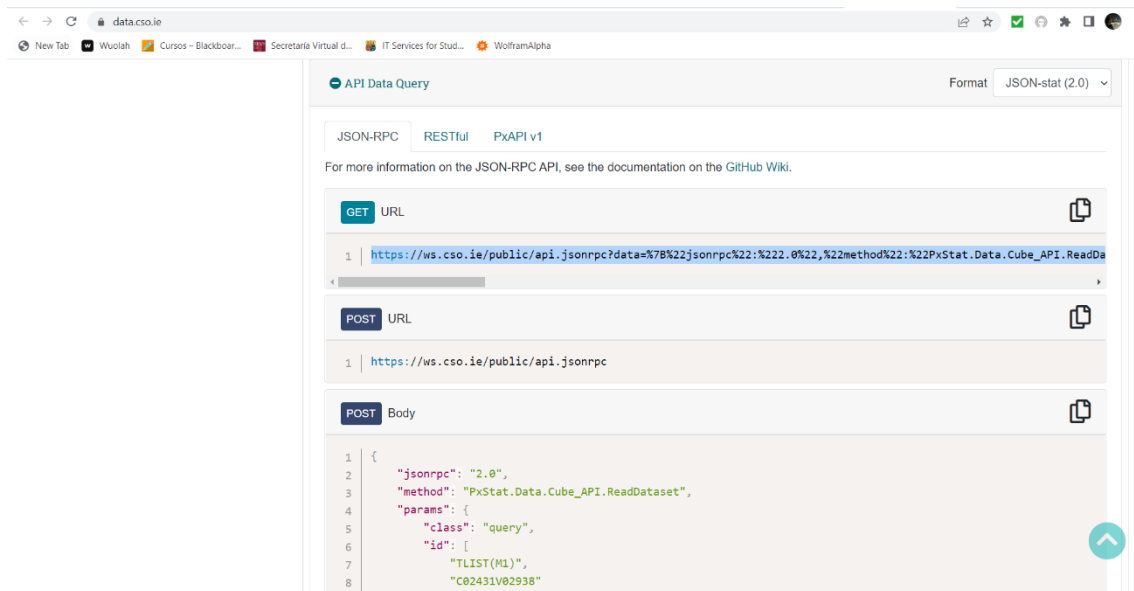 data.cso.ie
New Tab Wuolah Cursos – Blackboar... Secretaría Virtual d... IT Services for Stud... WolframAlpha
API Data Query Format JSON-stat (2.0)
JSON-RPC RESTful PxAPI v1
For more information on the JSON-RPC API, see the documentation on the GitHub Wiki.
GET URL
1 https://ws.cso.ie/public/api.jsonrpc?data=%7B%22jsonrpc%22:%222.0%22,%22method%22:%22PxStat.Data.Cube_API.ReadDa
POST URL
1 https://ws.cso.ie/public/api.jsonrpc
POST Body
1 {
2 "jsonrpc": "2.0",
3 "method": "PxStat.Data.Cube_API.ReadDataset",
4 "params": {
5 "class": "query",
6 "id": [
7 "TLIST(M1)",
8 "C02431V02938"